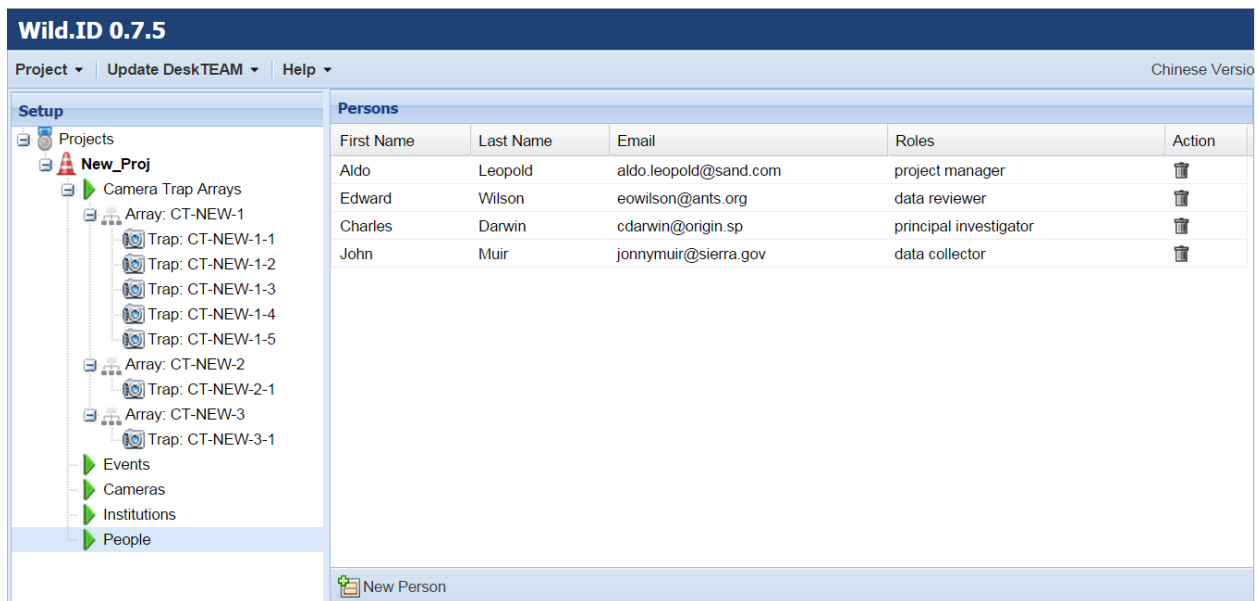 Wild.ID 0.7.5
Project Update DeskTEAM Help Chinese Versio
Setup
Projects
New_Proj
Camera Trap Arrays
Array: CT-NEW-1
Trap: CT-NEW-1-1
Trap: CT-NEW-1-2
Trap: CT-NEW-1-3
Trap: CT-NEW-1-4
Trap: CT-NEW-1-5
Array: CT-NEW-2
Trap: CT-NEW-2-1
Array: CT-NEW-3
Trap: CT-NEW-3-1
Events
Cameras
Institutions
People
Persons
First Name Last Name Email Roles Action
Aldo Leopold aldo.leopold@sand.com project manager
Edward Wilson eowilson@ants.org data reviewer
Charles Darwin cdarwin@origin.sp principal investigator
John Muir jonnymuir@sierra.gov data collector
New Person